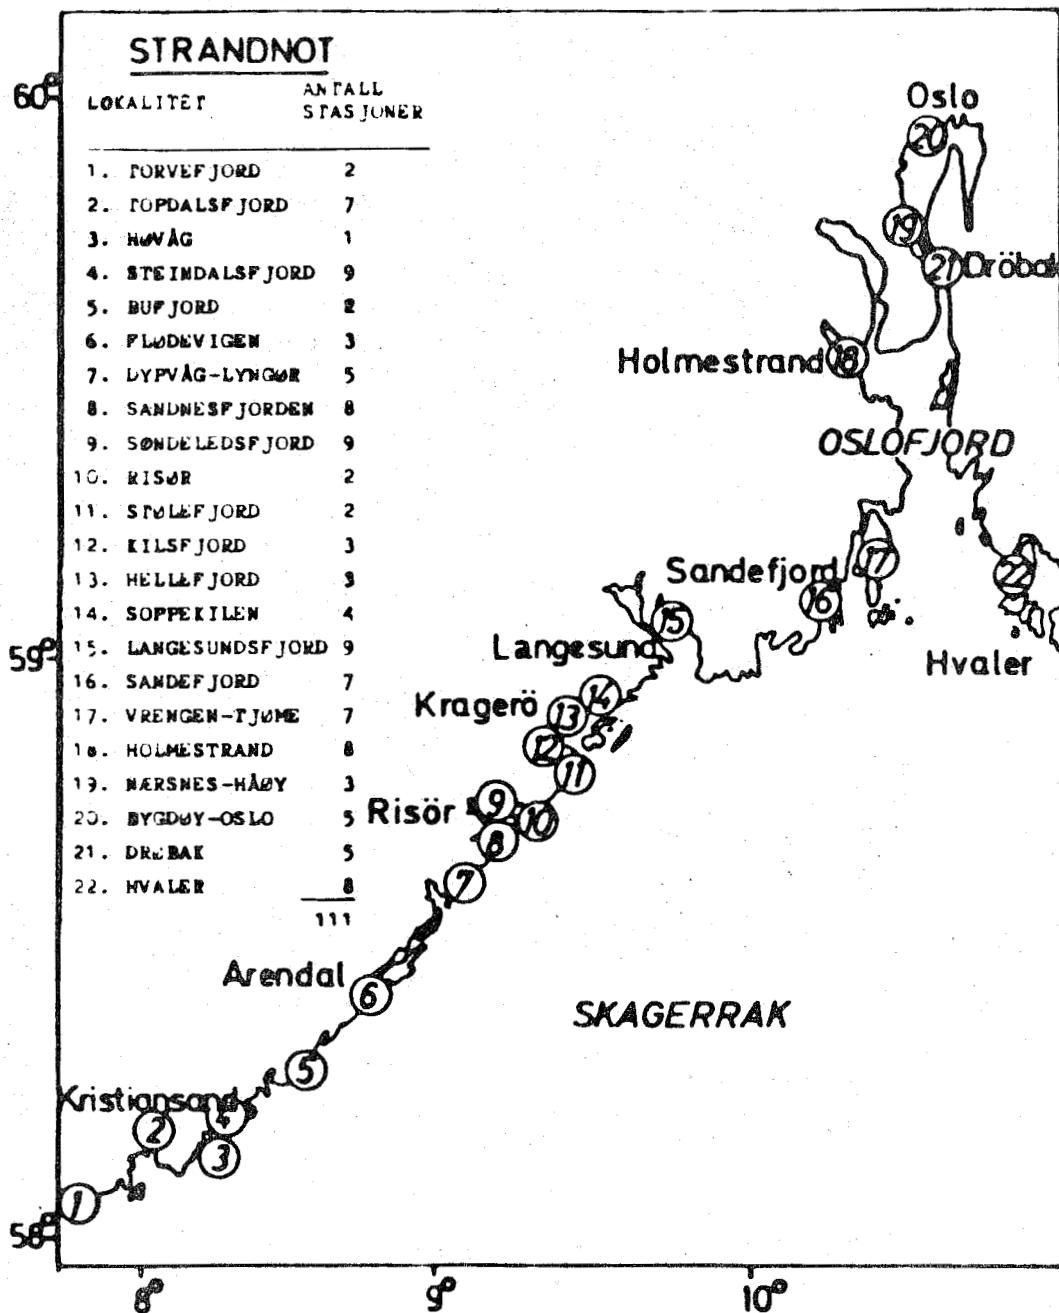 STRANDNOT
LOKALITET ANTALL STASJONER
1. TORVEFJORD 2
2. TOPDALSFJORD 7
3. HØVÅG 1
4. STEINDALSFJORD 9
5. BUFJORD 2
6. FLØDEVIGEN 3
7. DYPVÅG-LYNGØR 5
8. SANDNESFJORDEN 8
9. SØNDELEDSFJORD 9
10. RISØR 2
11. STØLEFJORD 2
12. KILSFJORD 3
13. HELLEFJORD 3
14. SOPPEKILEN 4
15. LANGESUNDSFJORD 9
16. SANDEFJORD 7
17. VRENGEN-TJØME 7
18. HOLMESTRAND 8
19. NÆRSNES-HÅØY 3
20. BYGDØY-OSLO 5
21. DRØBAK 5
22. HVALER 8
111
60°
59°
58°
8°
9°
10°
Oslo
20
19
21
Dröbak
Holmestrand
18
OSLOFJORD
17
22
Sandefjord
16
Hvaler
15
Langesund
14
Kragerö
13
12
11
Risör
9
10
8
7
Arendal
6
SKAGERRAK
5
Kristiansand
4
2
3
1